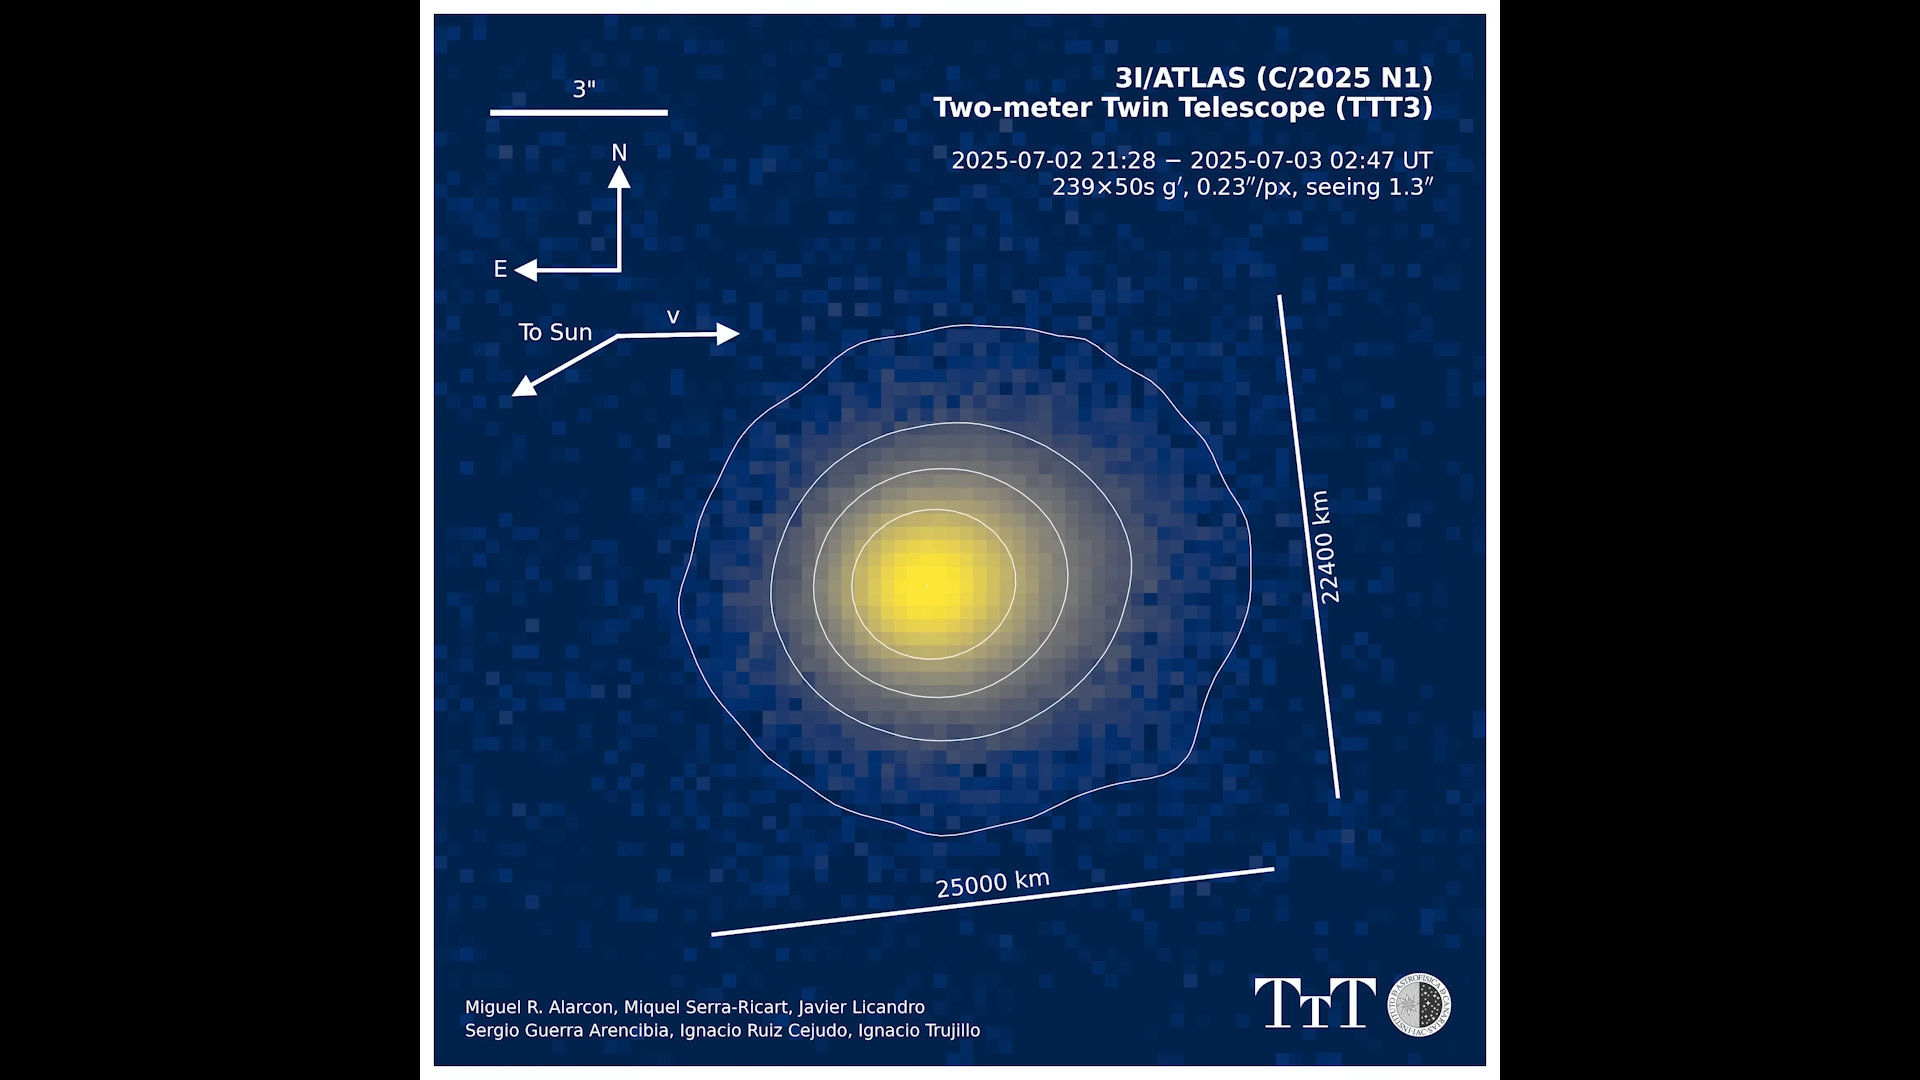 3"
3I/ATLAS (C/2025 N1)
Two-meter Twin Telescope (TTT3)
2025-07-02 21:28 − 2025-07-03 02:47 UT
239×50s g′, 0.23″/px, seeing 1.3″
N
E
To Sun
v
22400 km
25000 km
Miguel R. Alarcon, Miquel Serra-Ricart, Javier Licandro
Sergio Guerra Arencibia, Ignacio Ruiz Cejudo, Ignacio Trujillo
TTT